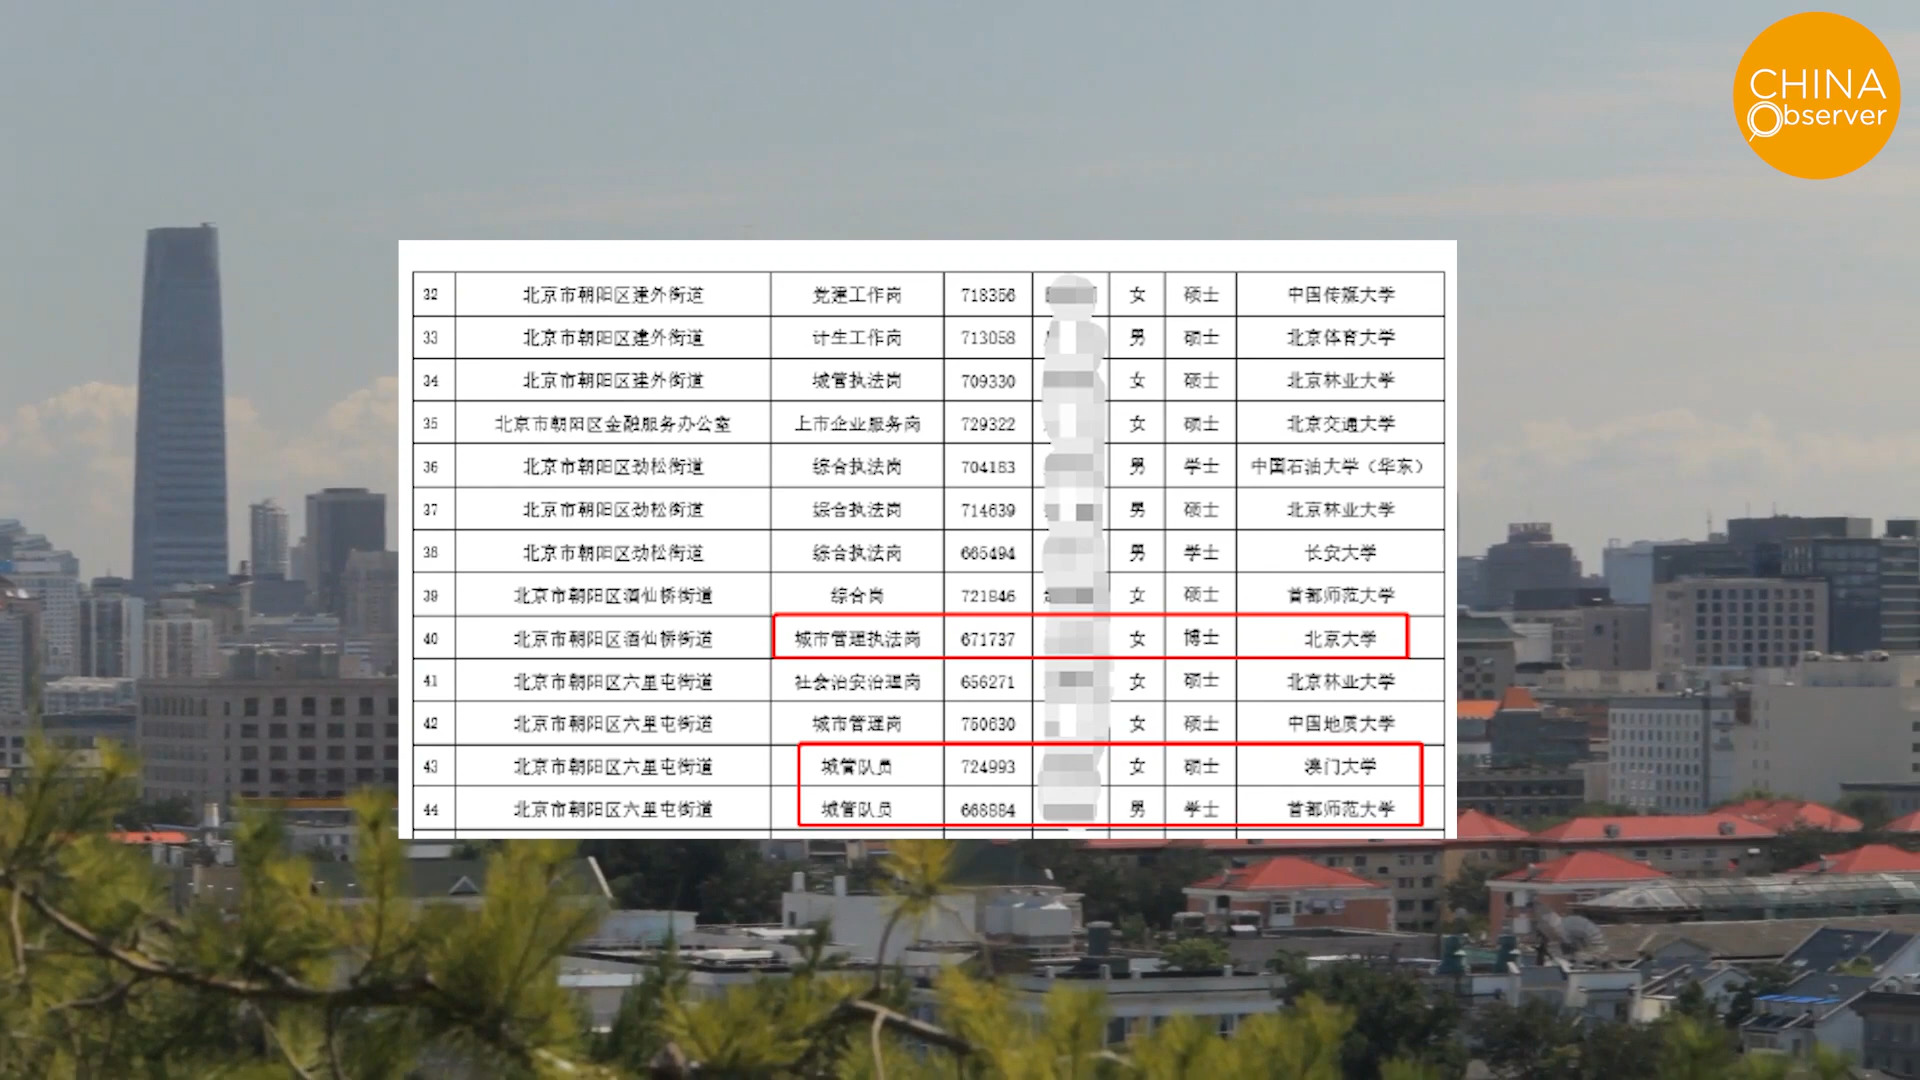 CHINA
Observer
32 北京市朝阳区建外街道 党建工作岗 718356 女 硕士 中国传媒大学
33 北京市朝阳区建外街道 计生工作岗 713058 男 硕士 北京体育大学
34 北京市朝阳区建外街道 城管执法岗 709330 女 硕士 北京林业大学
35 北京市朝阳区金融服务办公室 上市企业服务岗 729322 女 硕士 北京交通大学
36 北京市朝阳区劲松街道 综合执法岗 704183 男 学士 中国石油大学（华东）
37 北京市朝阳区劲松街道 综合执法岗 714639 男 硕士 北京林业大学
38 北京市朝阳区劲松街道 综合执法岗 665494 男 学士 长安大学
39 北京市朝阳区酒仙桥街道 综合岗 721846 女 硕士 首都师范大学
40 北京市朝阳区酒仙桥街道 城市管理执法岗 671737 女 博士 北京大学
41 北京市朝阳区六里屯街道 社会治安治理岗 656271 女 硕士 北京林业大学
42 北京市朝阳区六里屯街道 城市管理岗 750630 女 硕士 中国地质大学
43 北京市朝阳区六里屯街道 城管队员 724993 女 硕士 澳门大学
44 北京市朝阳区六里屯街道 城管队员 668884 男 学士 首都师范大学